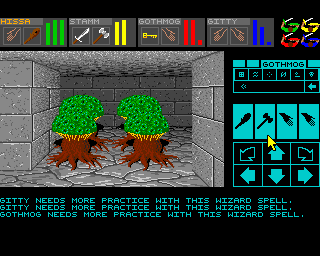 HISSA STAMM GOTHMOG GITTY
GOTHMOG
GITTY NEEDS MORE PRACTICE WITH THIS WIZARD SPELL.
GITTY NEEDS MORE PRACTICE WITH THIS WIZARD SPELL.
GOTHMOG NEEDS MORE PRACTICE WITH THIS WIZARD SPELL.